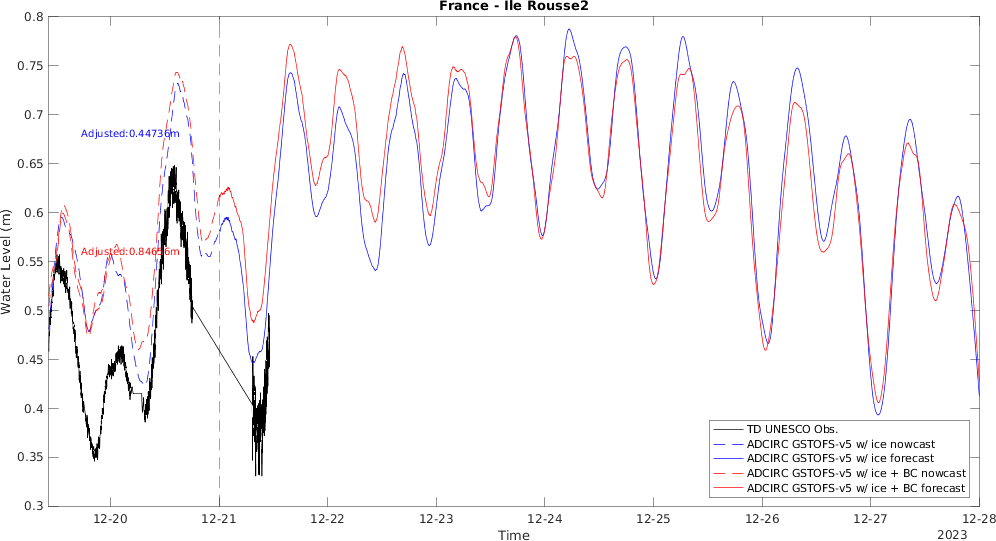 France - Ile Rousse2
Water Level (m)
0.8
0.75
0.7
0.65
0.6
0.55
0.5
0.45
0.4
0.35
0.3
Adjusted:0.44736m
Adjusted:0.84656m
TD UNESCO Obs.
ADCIRC GSTOFS-v5 w/ ice nowcast
ADCIRC GSTOFS-v5 w/ ice forecast
ADCIRC GSTOFS-v5 w/ ice + BC nowcast
ADCIRC GSTOFS-v5 w/ ice + BC forecast
12-20 12-21 12-22 12-23 12-24 12-25 12-26 12-27 12-28
Time
2023